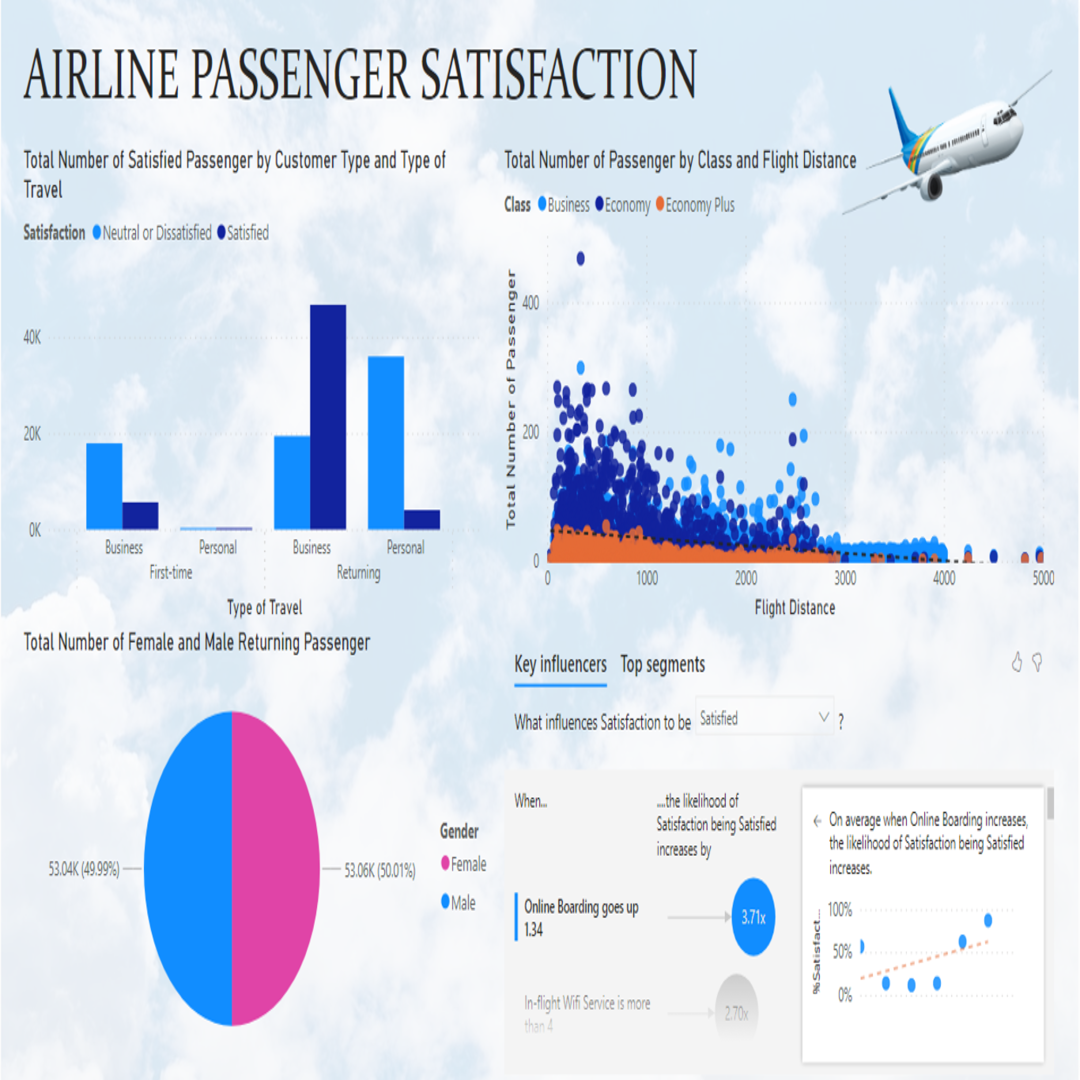 AIRLINE PASSENGER SATISFACTION
Total Number of Satisfied Passenger by Customer Type and Type of
Travel
Satisfaction Neutral or Dissatisfied Satisfied
40K
20K
0K
Business Personal Business Personal
First-time Returning
Type of Travel
Total Number of Passenger by Class and Flight Distance
Class Business Economy Economy Plus
Total Number of Passenger
400
200
0
0 1000 2000 3000 4000 5000
Flight Distance
Total Number of Female and Male Returning Passenger
53.04K (49.99%)
53.06K (50.01%)
Gender
Female
Male
Key influencers Top segments
What influences Satisfaction to be Satisfied ?
When...
....the likelihood of
Satisfaction being Satisfied
increases by
Online Boarding goes up
1.34
3.71x
In-flight Wifi Service is more
than 4
2.70x
On average when Online Boarding increases,
the likelihood of Satisfaction being Satisfied
increases.
%Satisfact...
100%
50%
0%